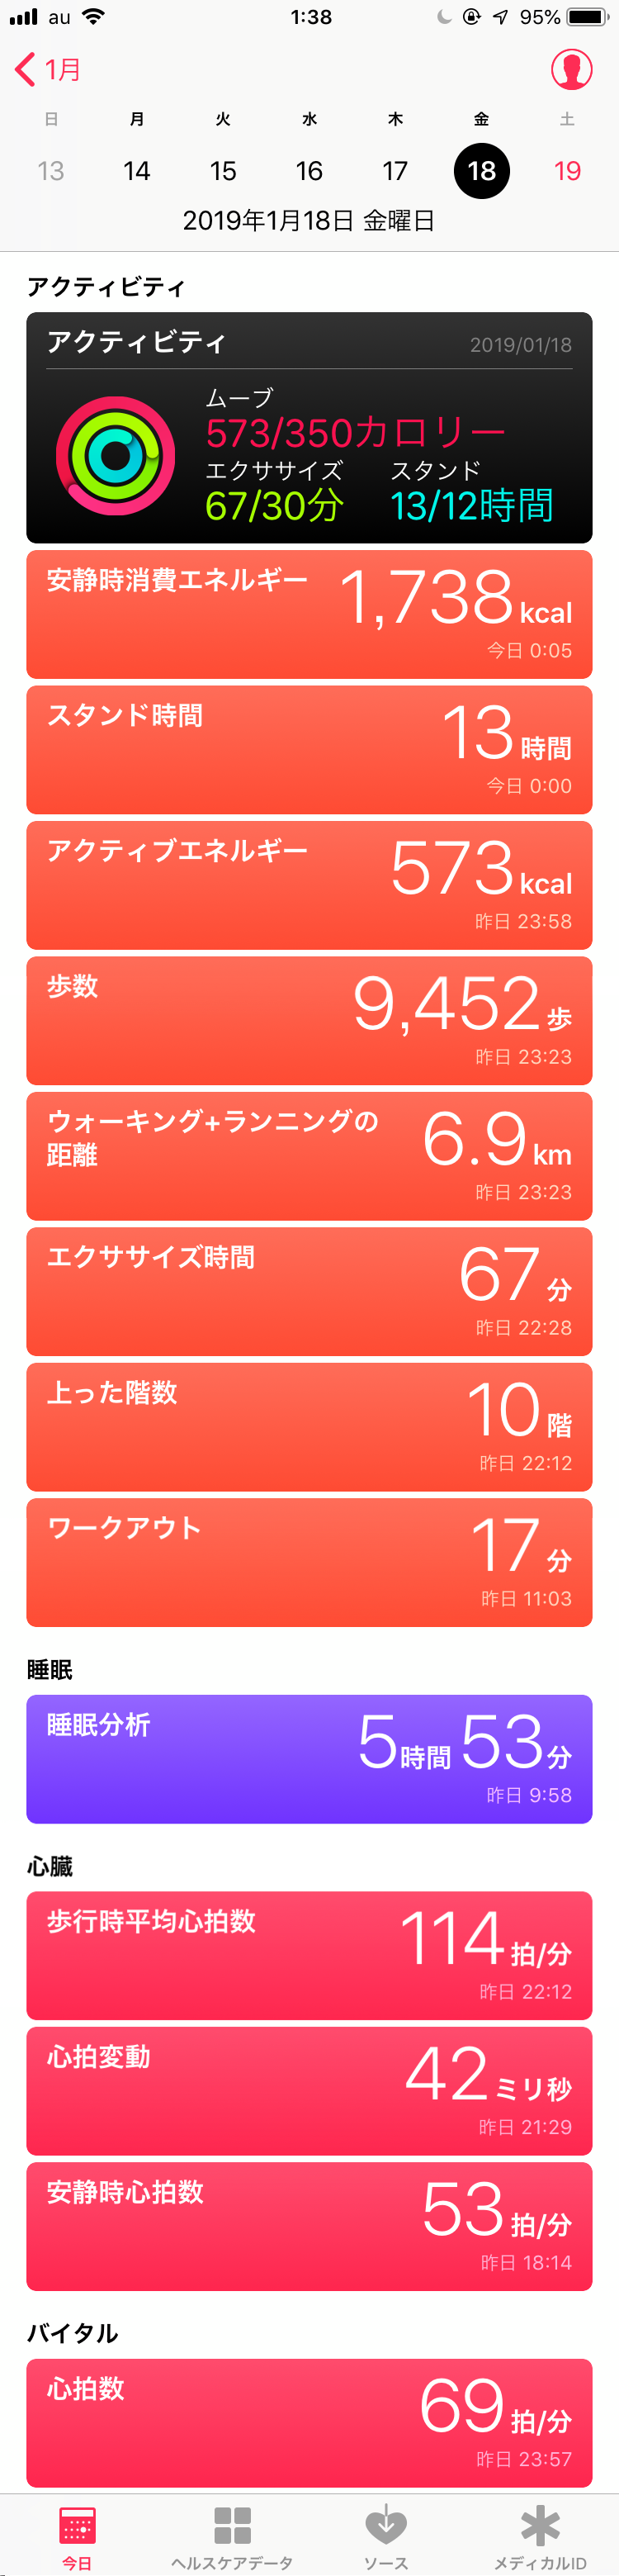 au 1:38 95%
1月
日 月 火 水 木 金 土
13 14 15 16 17 18 19
2019年1月18日 金曜日
アクティビティ
アクティビティ 2019/01/18
ムーブ
573/350カロリー
エクササイズ スタンド
67/30分 13/12時間
安静時消費エネルギー 1,738 kcal
今日 0:05
スタンド時間 13 時間
今日 0:00
アクティブエネルギー 573 kcal
昨日 23:58
歩数 9,452 歩
昨日 23:23
ウォーキング+ランニングの
距離 6.9 km
昨日 23:23
エクササイズ時間 67 分
昨日 22:28
上った階数 10 階
昨日 22:12
ワークアウト 17 分
昨日 11:03
睡眠
睡眠分析 5時間 53分
昨日 9:58
心臓
歩行時平均心拍数 114 拍/分
昨日 22:12
心拍変動 42 ミリ秒
昨日 21:29
安静時心拍数 53 拍/分
昨日 18:14
バイタル
心拍数 69 拍/分
昨日 23:57
今日 ヘルスケアデータ ソース メディカルID